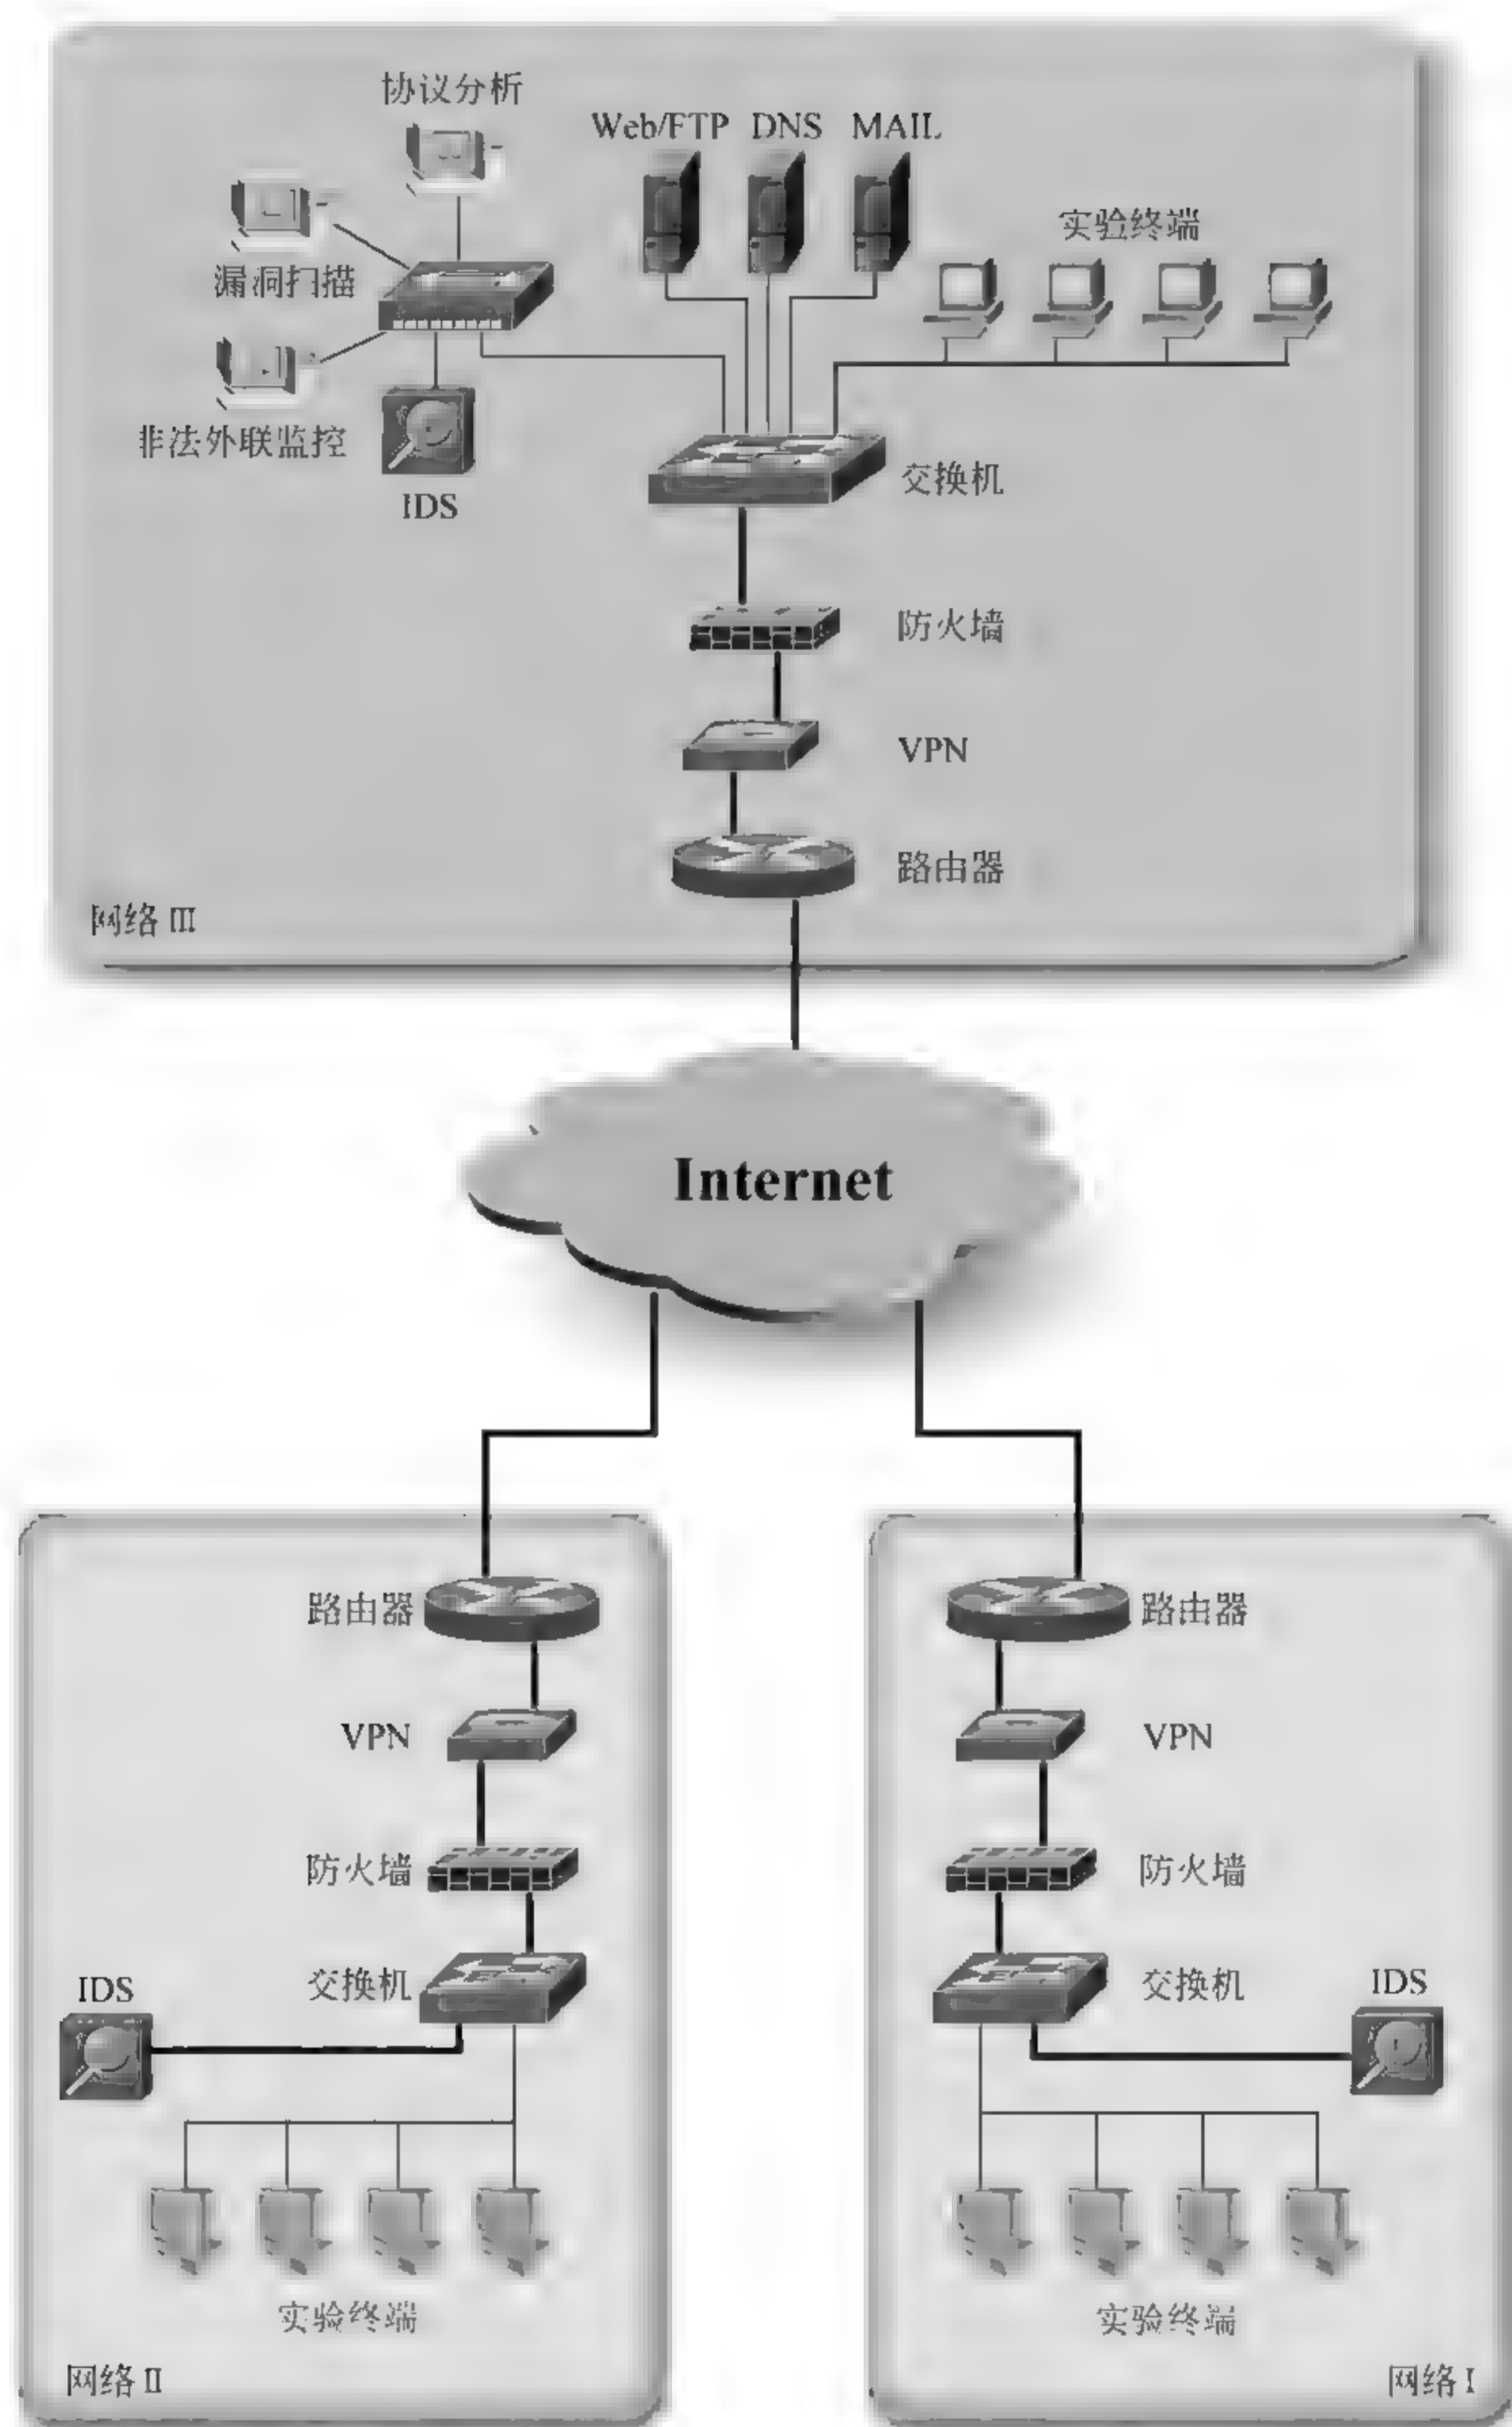 协议分析
Web/FTP DNS MAIL
实验终端
漏洞扫描
非法外联监控
IDS
交换机
防火墙
VPN
路由器
网络 III
Internet
路由器
VPN
防火墙
交换机
IDS
实验终端
网络 II
路由器
VPN
防火墙
交换机
IDS
实验终端
网络 I